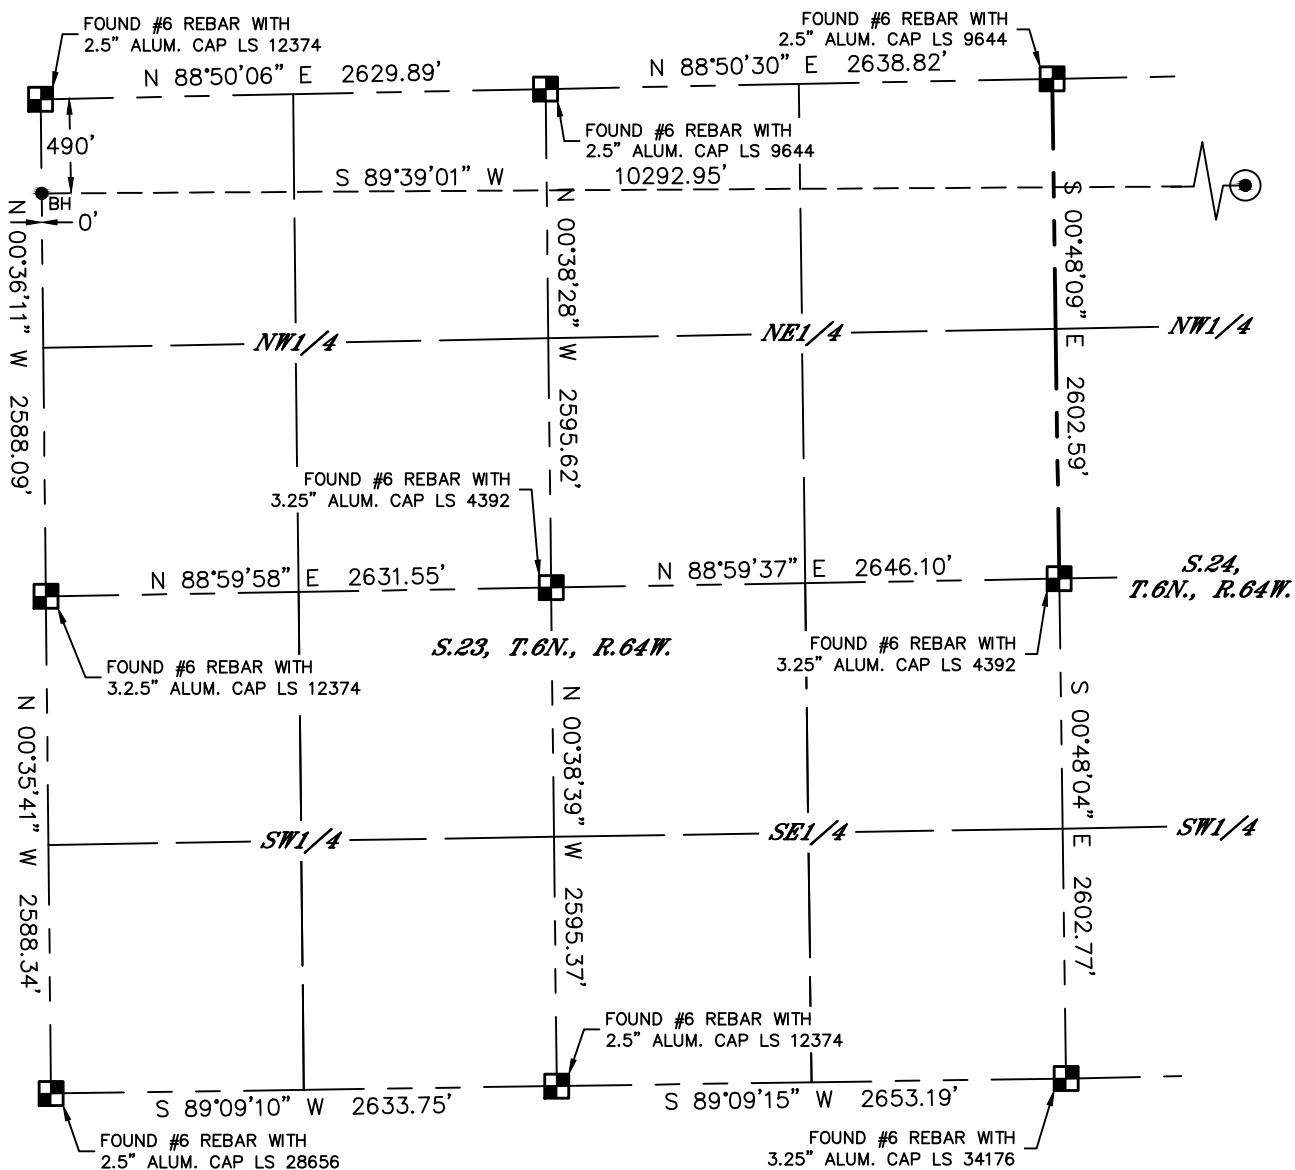 FOUND #6 REBAR WITH
2.5" ALUM. CAP LS 12374
FOUND #6 REBAR WITH
2.5" ALUM. CAP LS 9644
N 88°50'06" E 2629.89'
N 88°50'30" E 2638.82'
FOUND #6 REBAR WITH
2.5" ALUM. CAP LS 9644
490'
S 89°39'01" W 10292.95'
BH
0'
N 00°36'11" W 2588.09'
N 00°38'28" W 2595.62'
S 00°48'09" E 2602.59'
NW1/4
NE1/4
NW1/4
FOUND #6 REBAR WITH
3.25" ALUM. CAP LS 4392
N 88°59'58" E 2631.55'
N 88°59'37" E 2646.10'
S.24,
T.6N., R.64W.
S.23, T.6N., R.64W.
FOUND #6 REBAR WITH
3.25" ALUM. CAP LS 4392
FOUND #6 REBAR WITH
3.2.5" ALUM. CAP LS 12374
N 00°35'41" W 2588.34'
N 00°38'39" W 2595.37'
S 00°48'04" E 2602.77'
SW1/4
SE1/4
SW1/4
FOUND #6 REBAR WITH
2.5" ALUM. CAP LS 12374
S 89°09'10" W 2633.75'
S 89°09'15" W 2653.19'
FOUND #6 REBAR WITH
2.5" ALUM. CAP LS 28656
FOUND #6 REBAR WITH
3.25" ALUM. CAP LS 34176